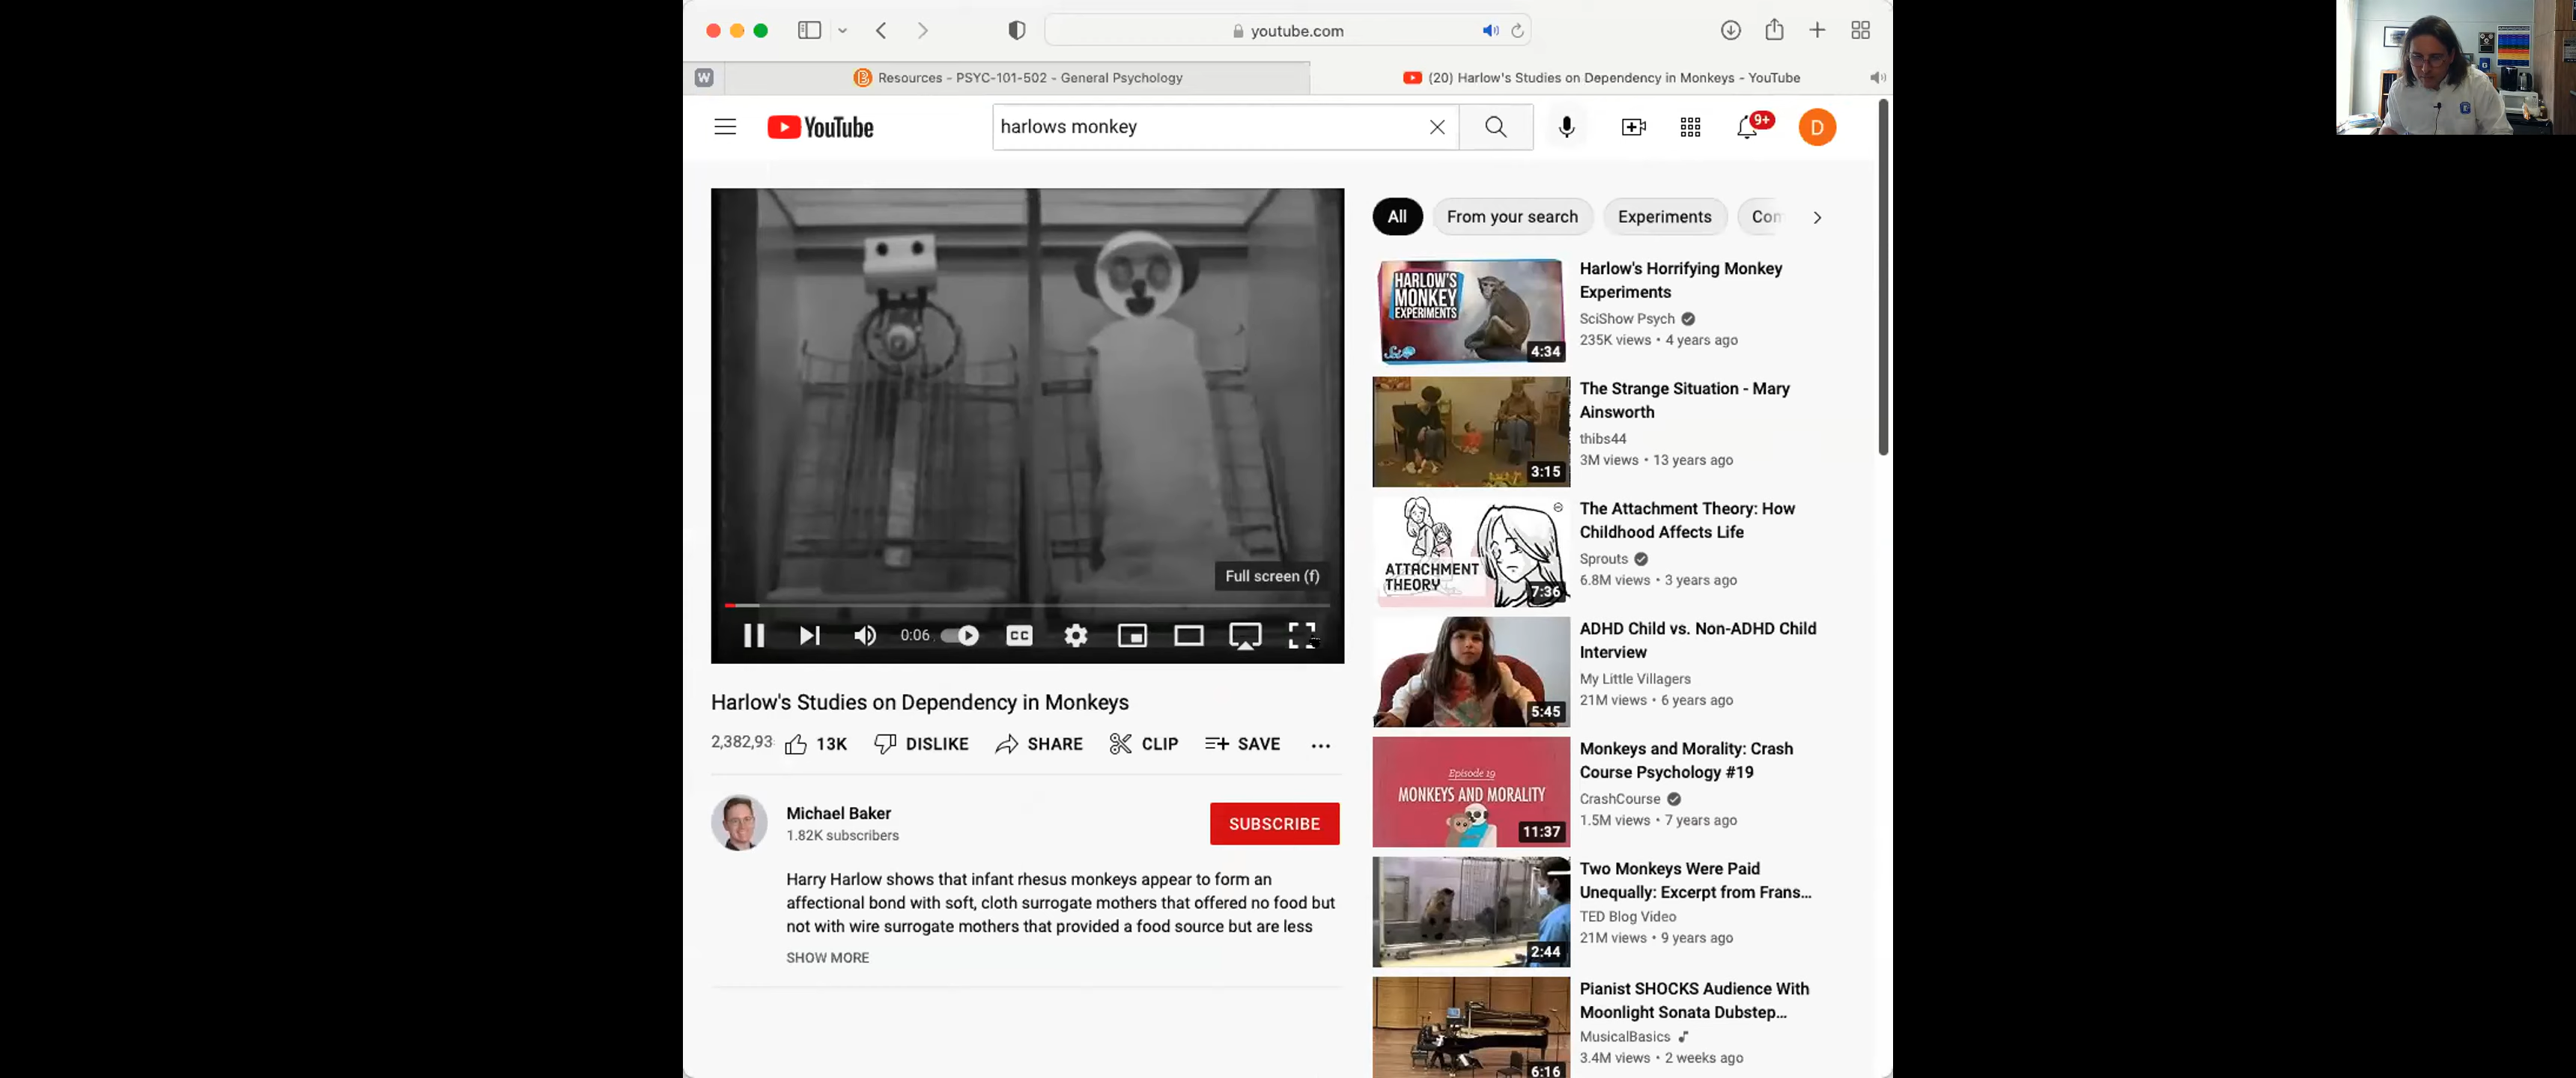 youtube.com
W
Resources - PSYC-101-502 - General Psychology
(20) Harlow's Studies on Dependency in Monkeys - YouTube
YouTube
harlows monkey
9+
D
All
From your search
Experiments
Full screen (f)
0:06
CC
Harlow's Studies on Dependency in Monkeys
2,382,93
13K
DISLIKE
SHARE
CLIP
SAVE
Michael Baker
1.82K subscribers
SUBSCRIBE
Harry Harlow shows that infant rhesus monkeys appear to form an
affectional bond with soft, cloth surrogate mothers that offered no food but
not with wire surrogate mothers that provided a food source but are less
SHOW MORE
HARLOW'S
MONKEY
EXPERIMENTS
4:34
Harlow's Horrifying Monkey
Experiments
SciShow Psych
235K views • 4 years ago
3:15
The Strange Situation - Mary
Ainsworth
thibs44
3M views • 13 years ago
ATTACHMENT
THEORY
7:36
The Attachment Theory: How
Childhood Affects Life
Sprouts
6.8M views • 3 years ago
5:45
ADHD Child vs. Non-ADHD Child
Interview
My Little Villagers
21M views • 6 years ago
Episode 19
MONKEYS AND MORALITY
11:37
Monkeys and Morality: Crash
Course Psychology #19
CrashCourse
1.5M views • 7 years ago
2:44
Two Monkeys Were Paid
Unequally: Excerpt from Frans...
TED Blog Video
21M views • 9 years ago
6:16
Pianist SHOCKS Audience With
Moonlight Sonata Dubstep...
MusicalBasics
3.4M views • 2 weeks ago